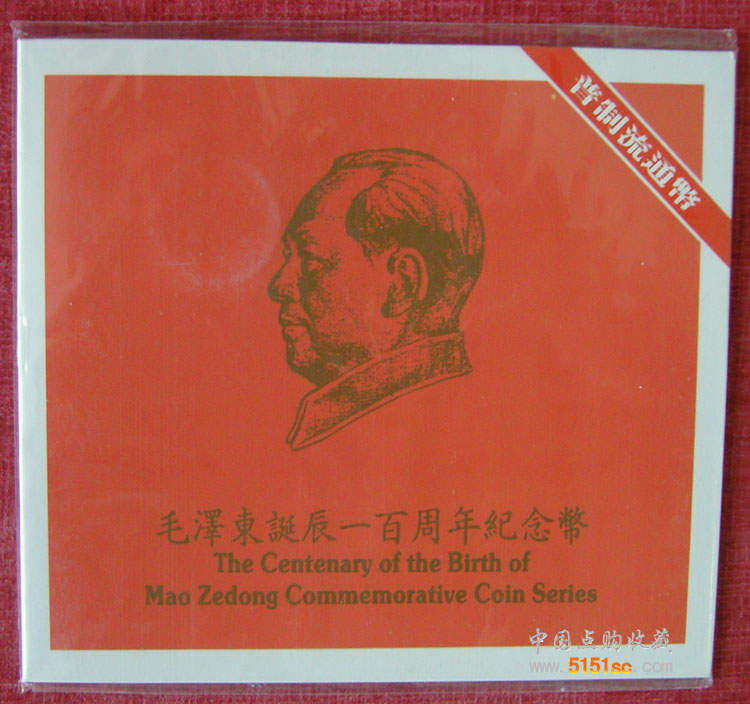 普制流通幣
毛澤東誕辰一百周年紀念幣
The Centenary of the Birth of
Mao Zedong Commemorative Coin Series
中国点购收藏
www.5151sc.com